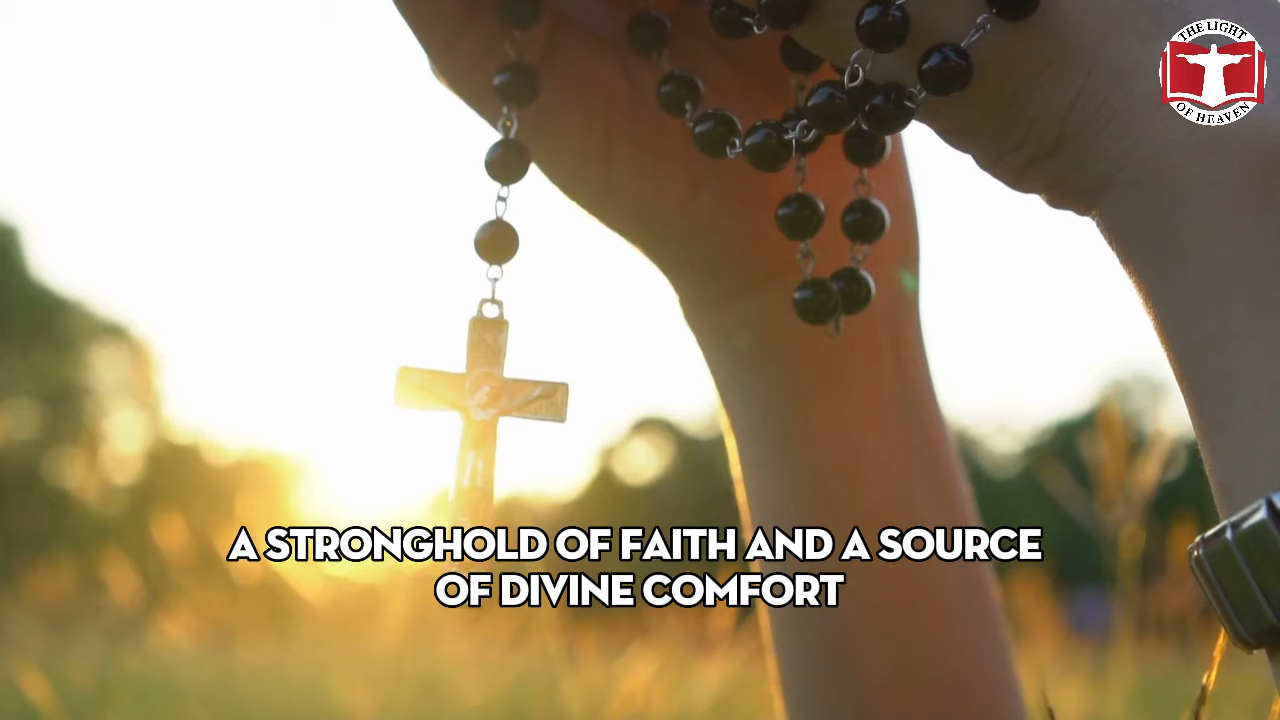 THE LIGHT
OF HEAVEN
A STRONGHOLD OF FAITH AND A SOURCE
OF DIVINE COMFORT